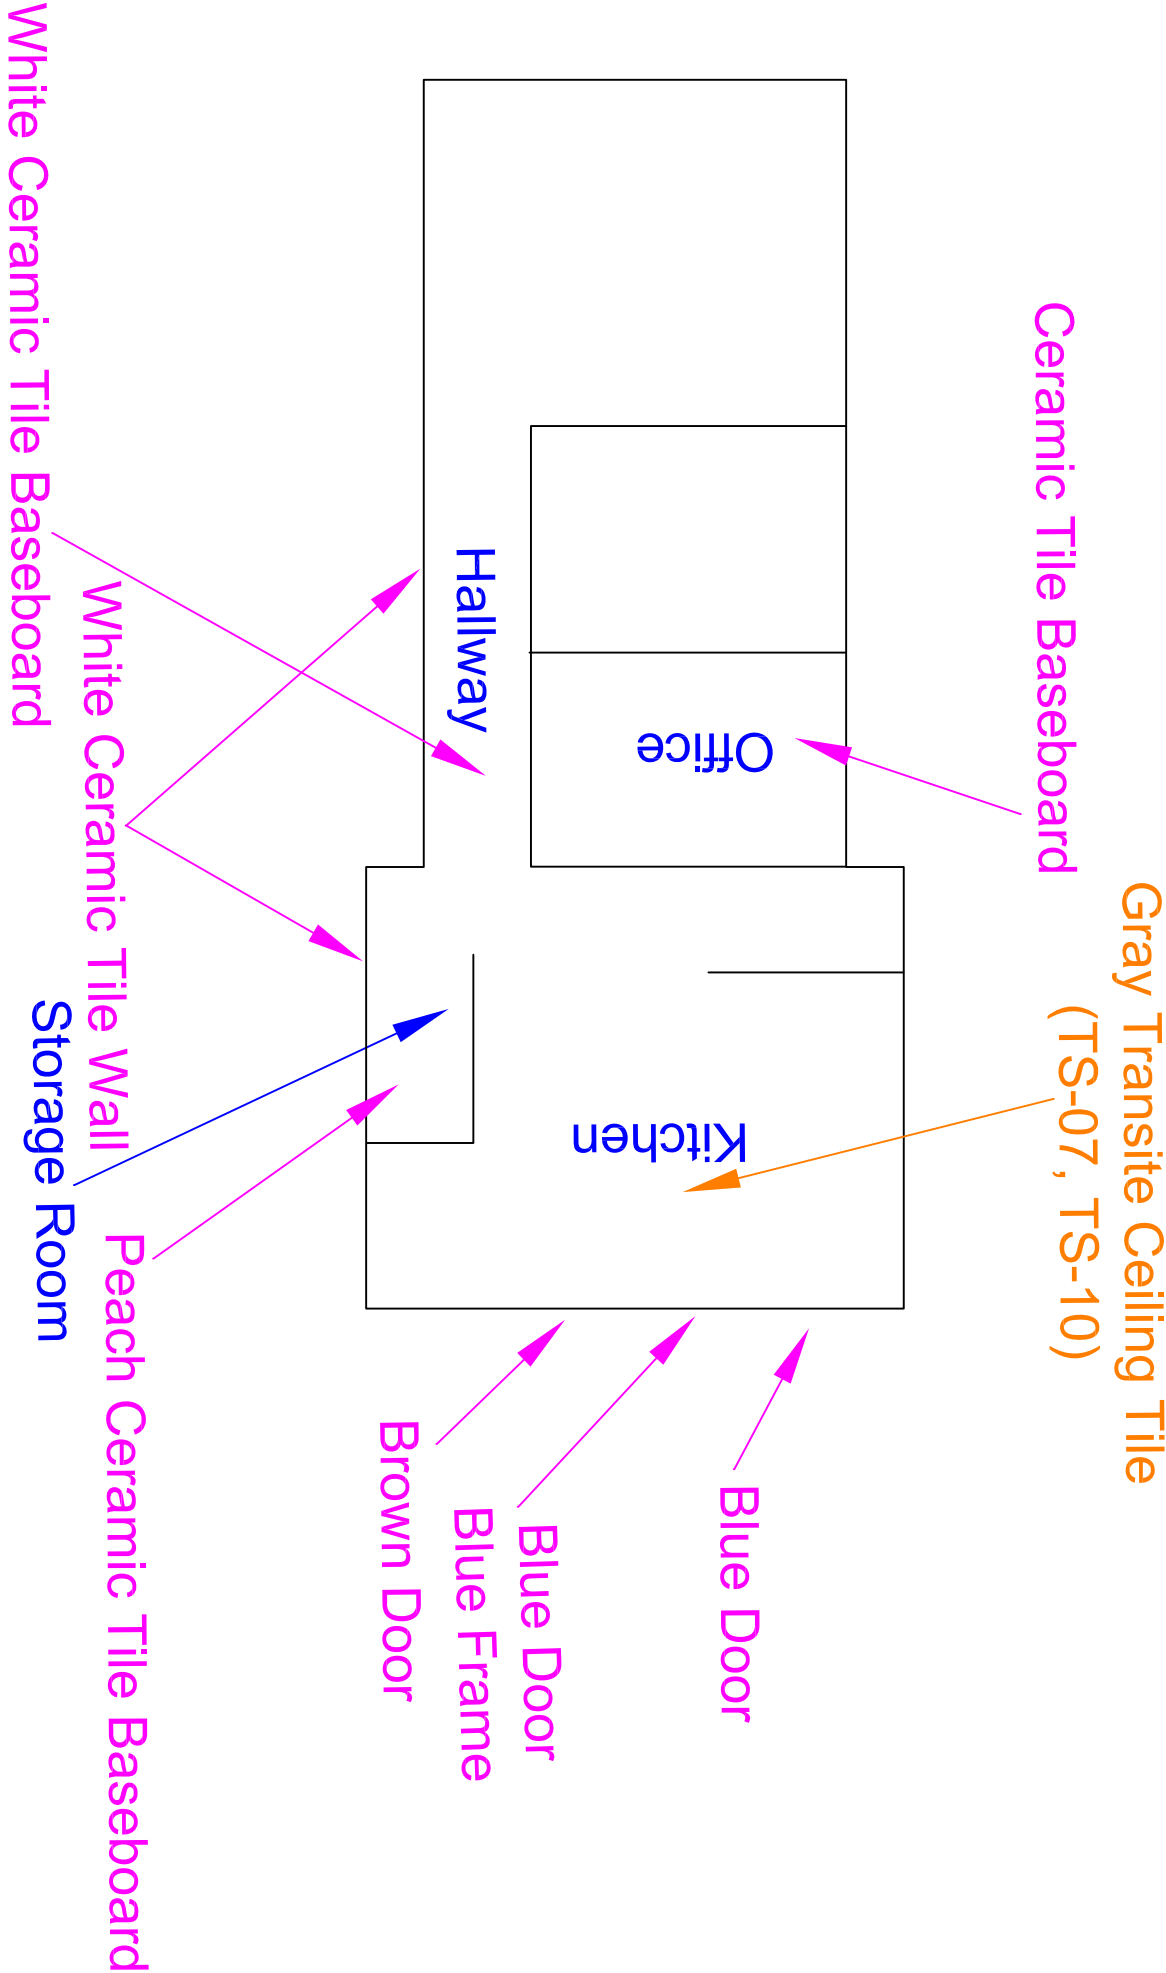 Gray Transite Ceiling Tile
(TS-07, TS-10)
Ceramic Tile Baseboard
Blue Door
Office
Kitchen
Blue Door
Blue Frame
Hallway
Brown Door
White Ceramic Tile Wall
Peach Ceramic Tile Baseboard
White Ceramic Tile Baseboard
Storage Room